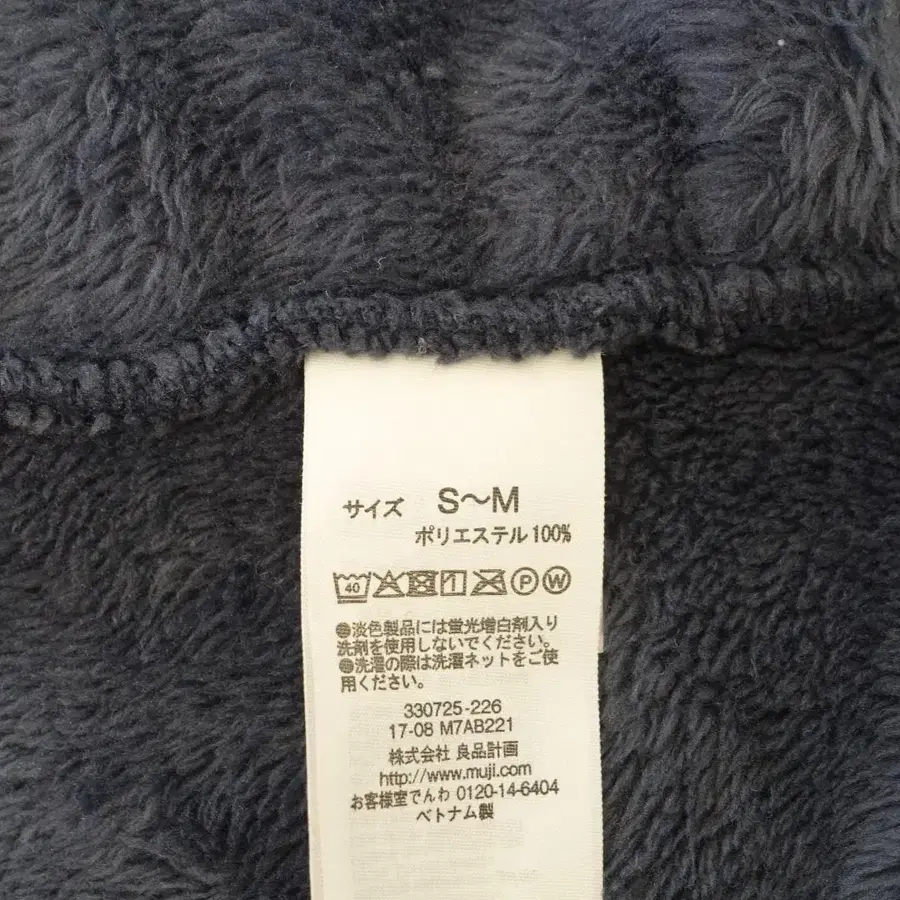 サイズ S〜M
ポリエステル100%
40 P W
●淡色製品には蛍光増白剤入り
洗剤を使用しないでください。
●洗濯の際は洗濯ネットをご使
用ください。
330725-226
17-08 M7AB221
株式会社 良品計画
http://www.muji.com
お客様室でんわ 0120-14-6404
ベトナム製